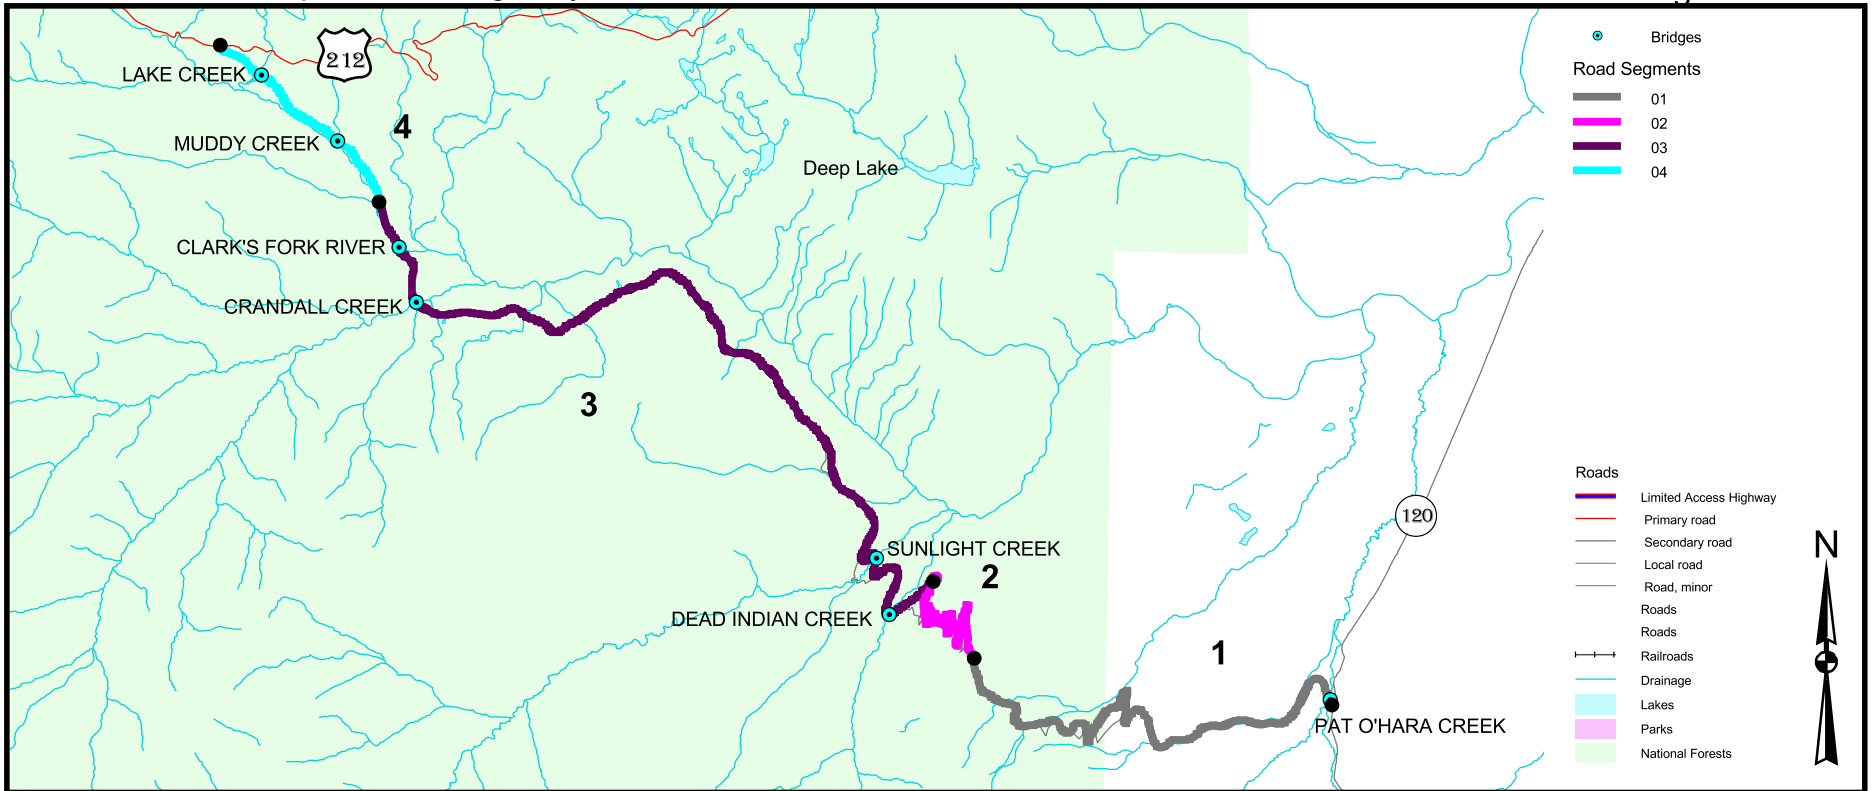 LAKE CREEK
212
MUDDY CREEK
4
Deep Lake
CLARK'S FORK RIVER
CRANDALL CREEK
3
SUNLIGHT CREEK
2
DEAD INDIAN CREEK
1
120
PAT O'HARA CREEK
Bridges
Road Segments
01
02
03
04
Roads
Limited Access Highway
Primary road
Secondary road
Local road
Road, minor
Roads
Roads
Railroads
Drainage
Lakes
Parks
National Forests
N